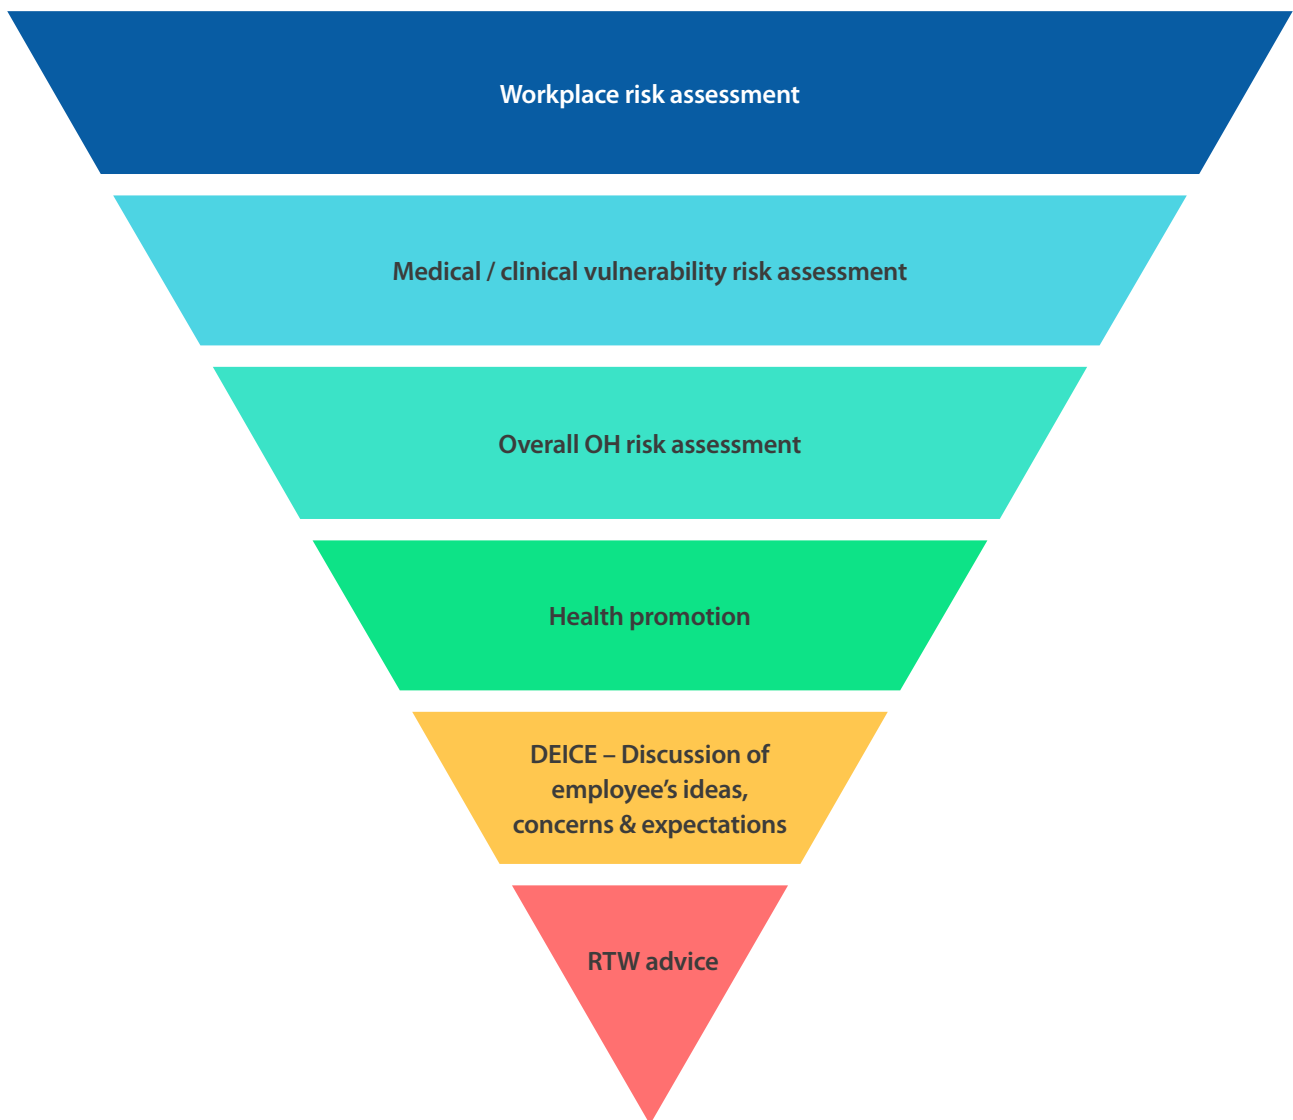 Workplace risk assessment
Medical / clinical vulnerability risk assessment
Overall OH risk assessment
Health promotion
DEICE – Discussion of
employee’s ideas,
concerns & expectations
RTW advice